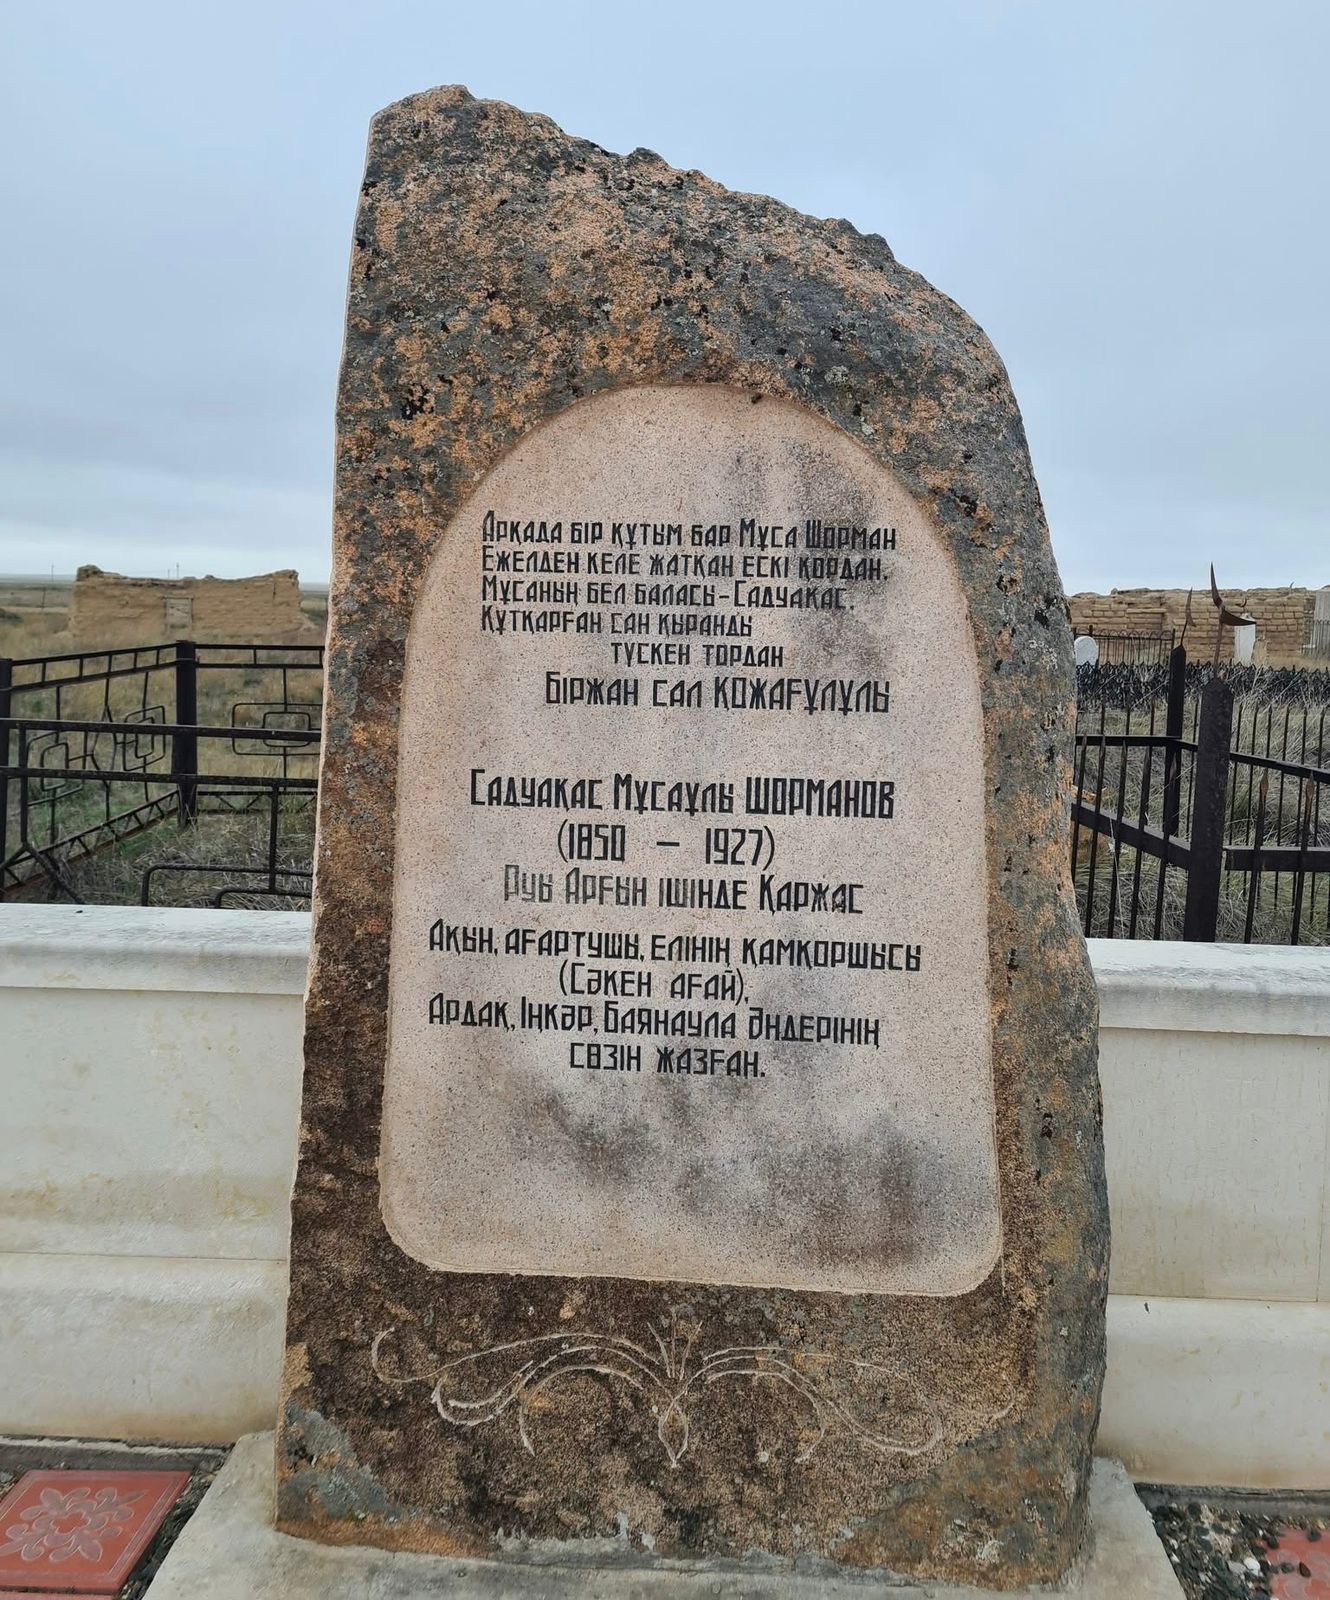 Арқада бір құтым бар Мұса Шорман
Ежелден келе жатқан ескі қордан.
Мұсаның бел баласы-Садуақас,
Құтқарған сан қыранды
түскен тордан
Біржан сал ҚОЖАҒҰЛҰЛЫ
Садуақас Мұсаұлы ШОРМАНОВ
(1850 – 1927)
Руы Арғын ішінде Қаржас
Ақын, ағартушы, елінің қамқоршысы
(Сәкен ағай),
Ардақ, Іңкәр, Баянаула әндерінің
сөзін жазған.